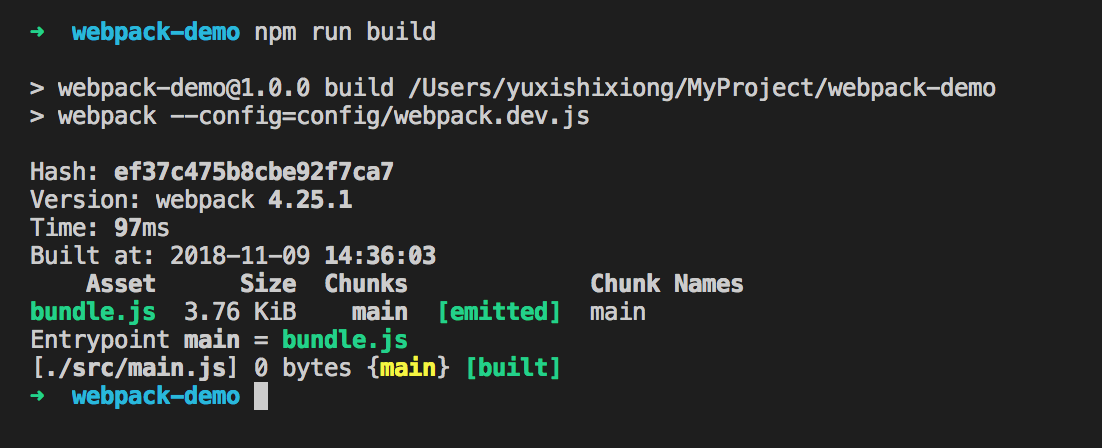 ➜  webpack-demo npm run build
> webpack-demo@1.0.0 build /Users/yuxishixiong/MyProject/webpack-demo
> webpack --config=config/webpack.dev.js
Hash: ef37c475b8cbe92f7ca7
Version: webpack 4.25.1
Time: 97ms
Built at: 2018-11-09 14:36:03
    Asset      Size  Chunks             Chunk Names
bundle.js  3.76 KiB    main  [emitted]  main
Entrypoint main = bundle.js
[./src/main.js] 0 bytes {main} [built]
➜  webpack-demo